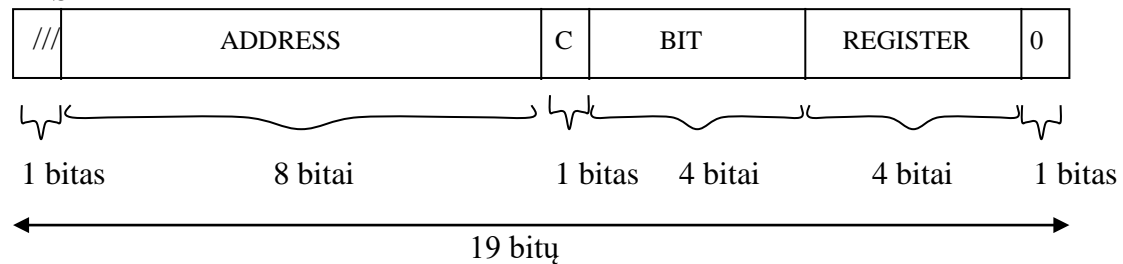 /// ADDRESS C BIT REGISTER 0
1 bitas 8 bitai 1 bitas 4 bitai 4 bitai 1 bitas
19 bitų